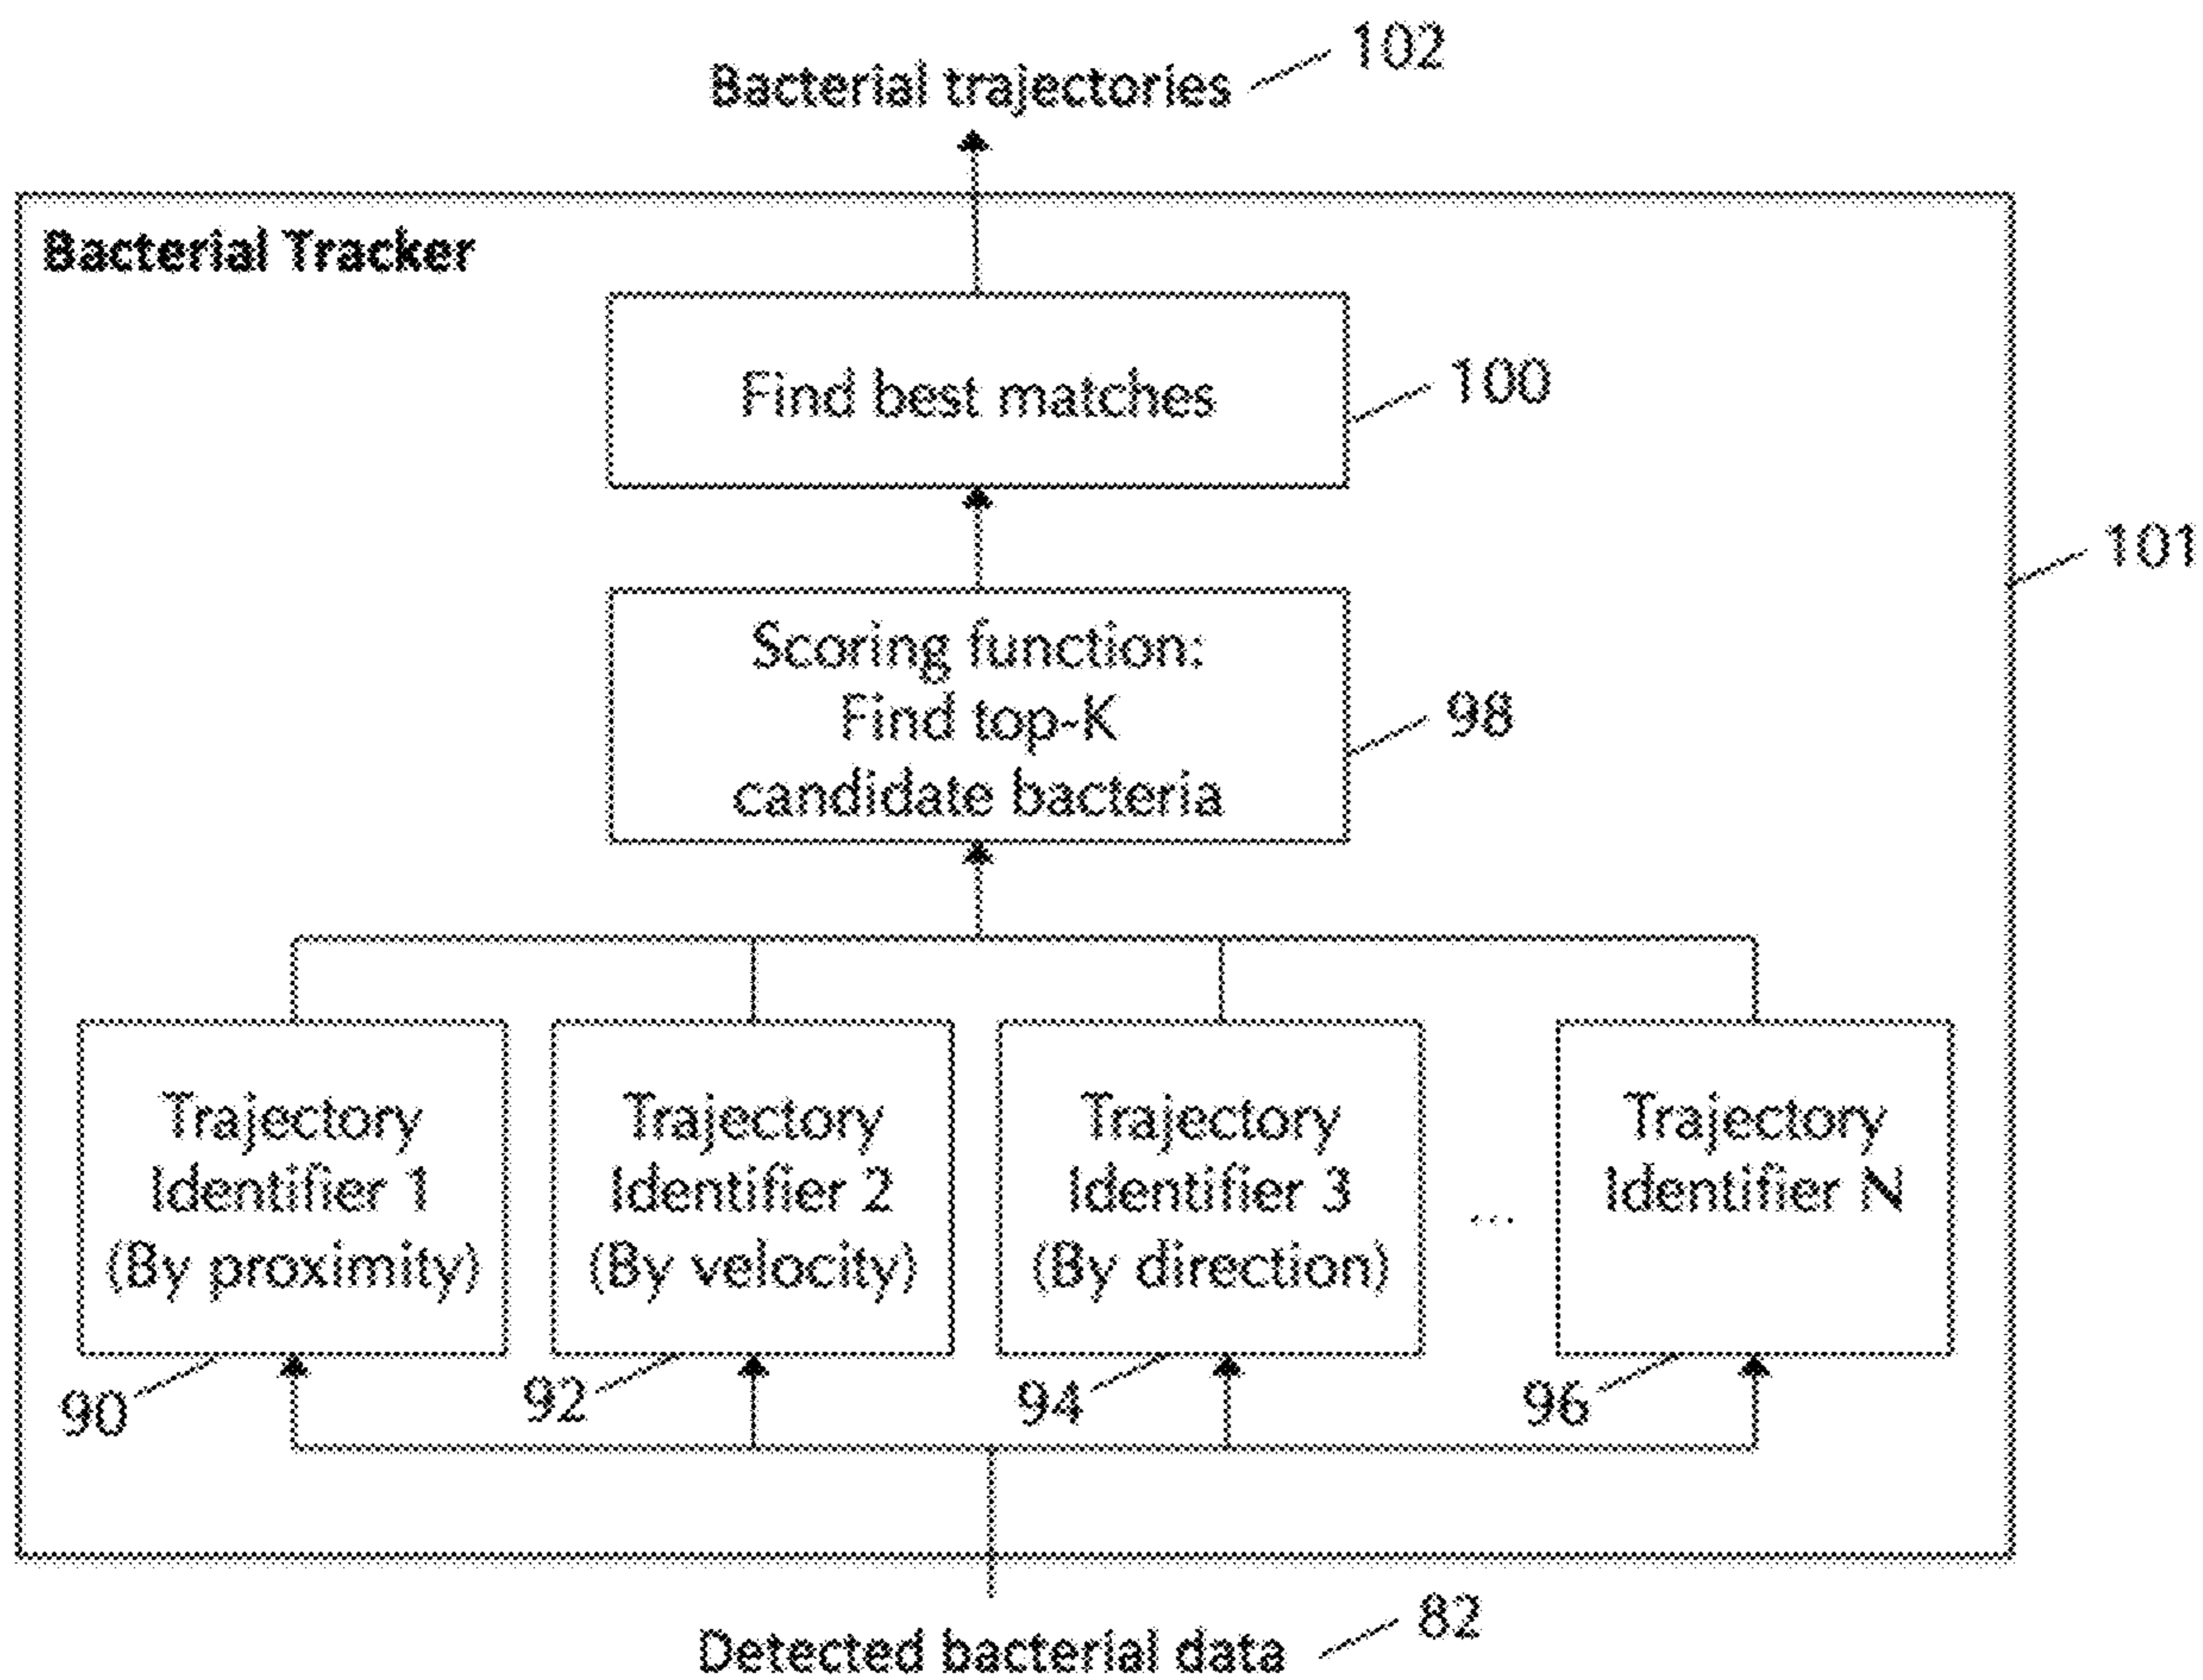 102
Bacterial trajectories
Bacterial Tracker
Find best matches
100
101
Scoring function:
Find top-K
candidate bacteria
98
Trajectory
Identifier 1
(By proximity)
Trajectory
Identifier 2
(By velocity)
Trajectory
Identifier 3
(By direction)
...
Trajectory
Identifier N
90
92
94
96
82
Detected bacterial data